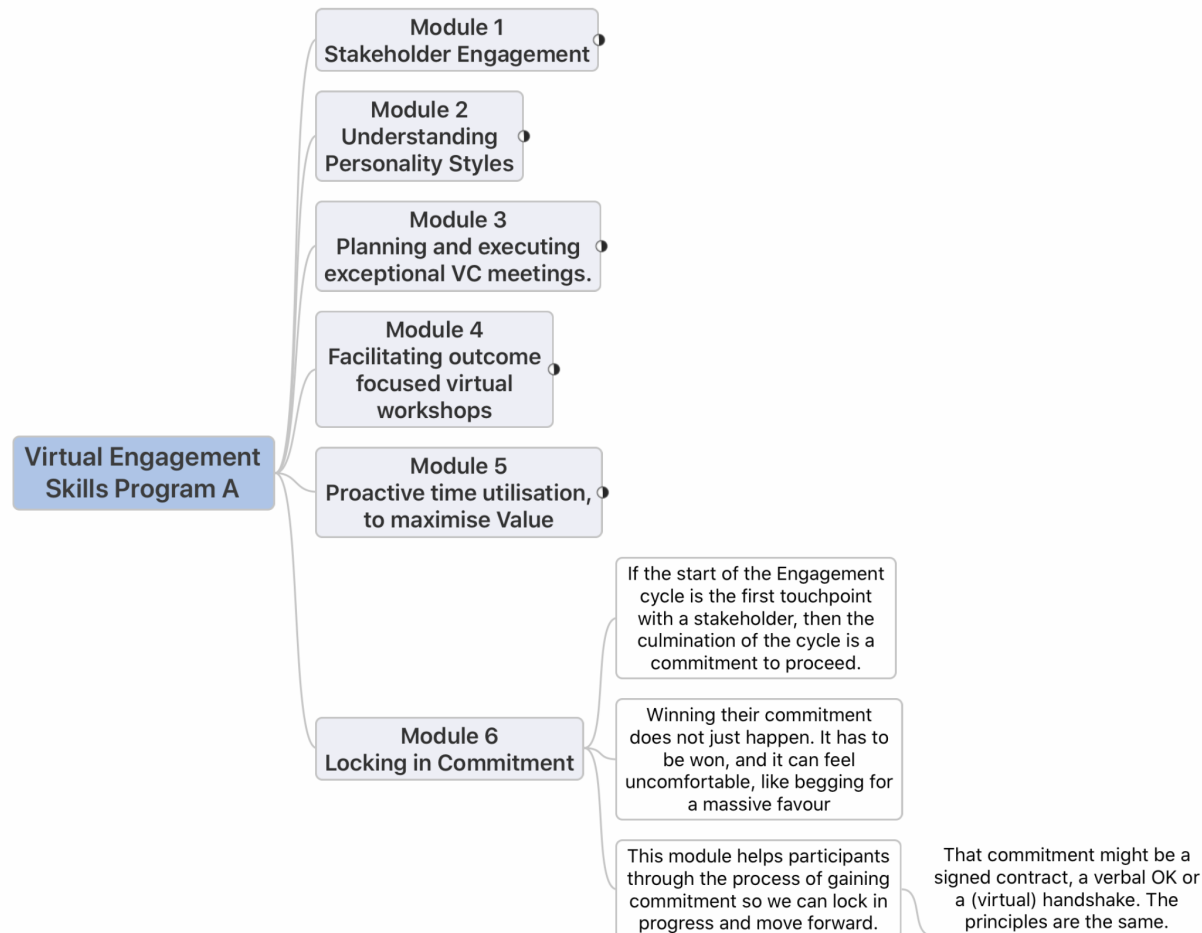 Module 1
Stakeholder Engagement
Module 2
Understanding
Personality Styles
Module 3
Planning and executing
exceptional VC meetings.
Module 4
Facilitating outcome
focused virtual
workshops
Virtual Engagement
Skills Program A
Module 5
Proactive time utilisation,
to maximise Value
Module 6
Locking in Commitment
If the start of the Engagement
cycle is the first touchpoint
with a stakeholder, then the
culmination of the cycle is a
commitment to proceed.
Winning their commitment
does not just happen. It has to
be won, and it can feel
uncomfortable, like begging for
a massive favour
This module helps participants
through the process of gaining
commitment so we can lock in
progress and move forward.
That commitment might be a
signed contract, a verbal OK or
a (virtual) handshake. The
principles are the same.